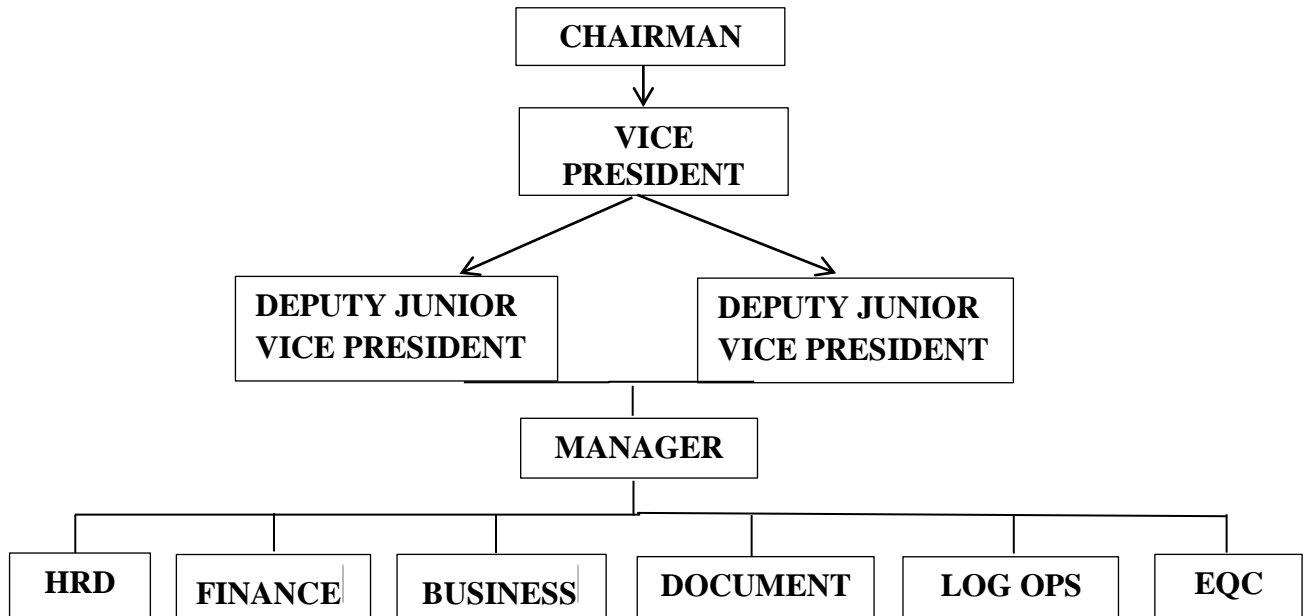 CHAIRMAN
VICE
PRESIDENT
DEPUTY JUNIOR
VICE PRESIDENT
DEPUTY JUNIOR
VICE PRESIDENT
MANAGER
HRD
FINANCE
BUSINESS
DOCUMENT
LOG OPS
EQC